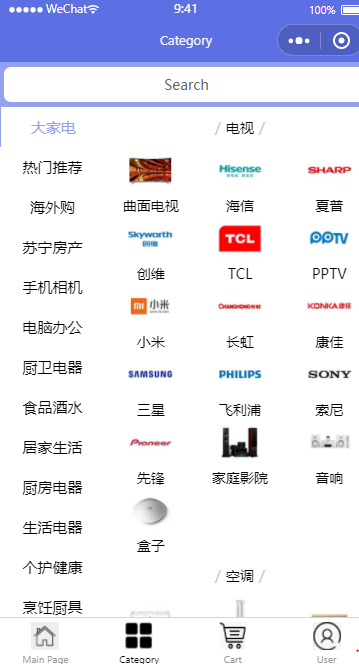 WeChat 9:41 100%
Category
Search
大家电
热门推荐
海外购
苏宁房产
手机相机
电脑办公
厨卫电器
食品酒水
居家生活
厨房电器
生活电器
个护健康
烹饪厨具
/ 电视 /
Hisense
SHARP
曲面电视 海信 夏普
Skyworth
创维
TCL
PPTV
创维 TCL PPTV
小米
CHANGHONG 长虹
KONKA 康佳
小米 长虹 康佳
SAMSUNG PHILIPS SONY
三星 飞利浦 索尼
Pioneer
先锋 家庭影院 音响
盒子
/ 空调 /
Main Page Category Cart User